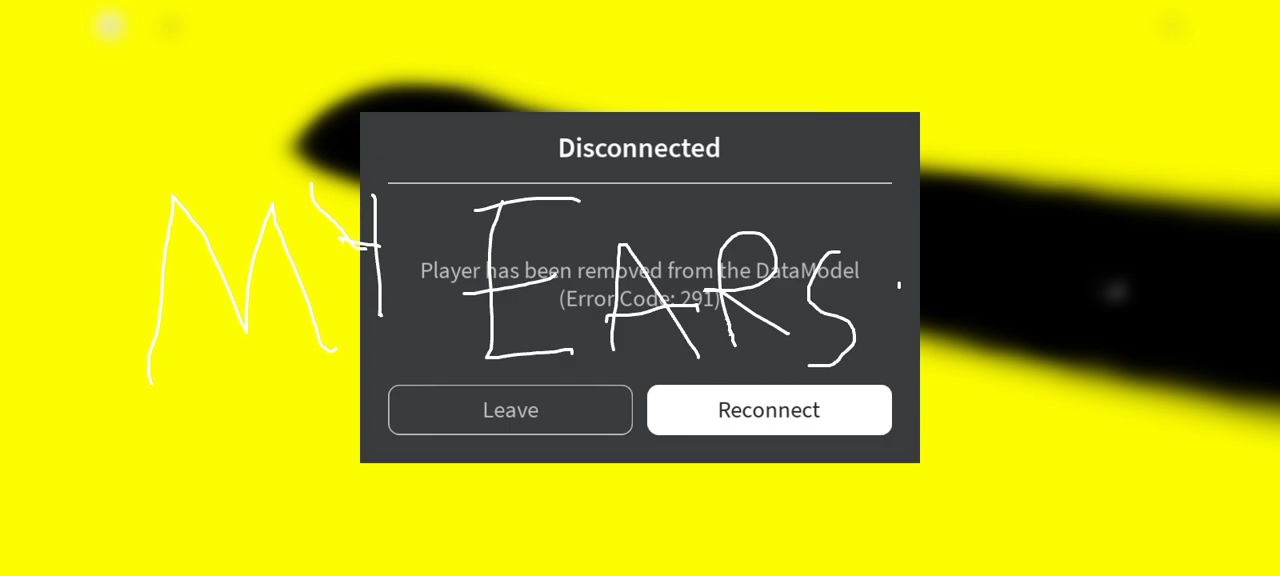 Disconnected
MY EARS.
Player has been removed from the DataModel
(Error Code: 291)
Leave
Reconnect